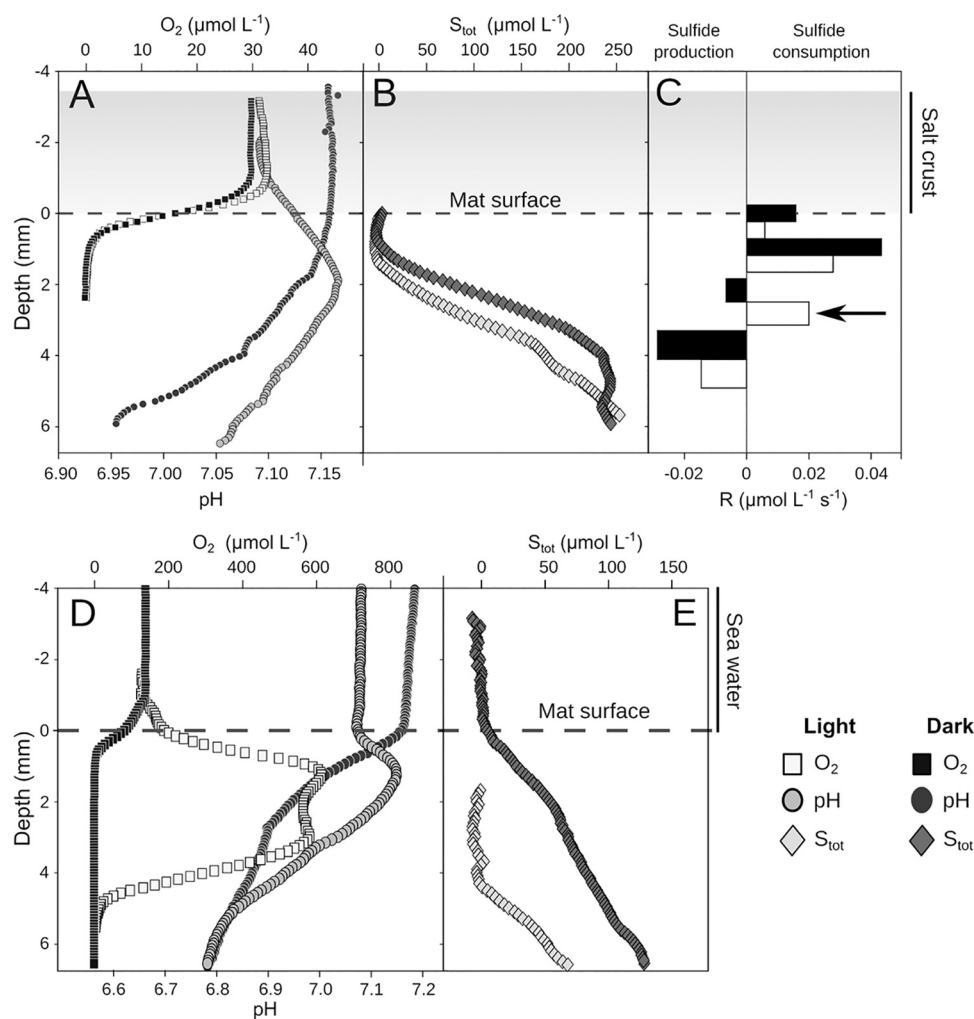 O₂ (µmol L⁻¹)
0 10 20 30 40
S_tot (µmol L⁻¹)
0 50 100 150 200 250
Sulfide production
Sulfide consumption
A
B
C
-4
-2
0
2
4
6
Depth (mm)
Mat surface
Salt crust
6.90 6.95 7.00 7.05 7.10 7.15
pH
-0.02 0 0.02 0.04
R (µmol L⁻¹ s⁻¹)
O₂ (µmol L⁻¹)
0 200 400 600 800
S_tot (µmol L⁻¹)
0 50 100 150
D
E
-4
-2
0
2
4
6
Depth (mm)
Mat surface
Sea water
6.6 6.7 6.8 6.9 7.0 7.1 7.2
pH
Light Dark
O₂ O₂
pH pH
S_tot S_tot